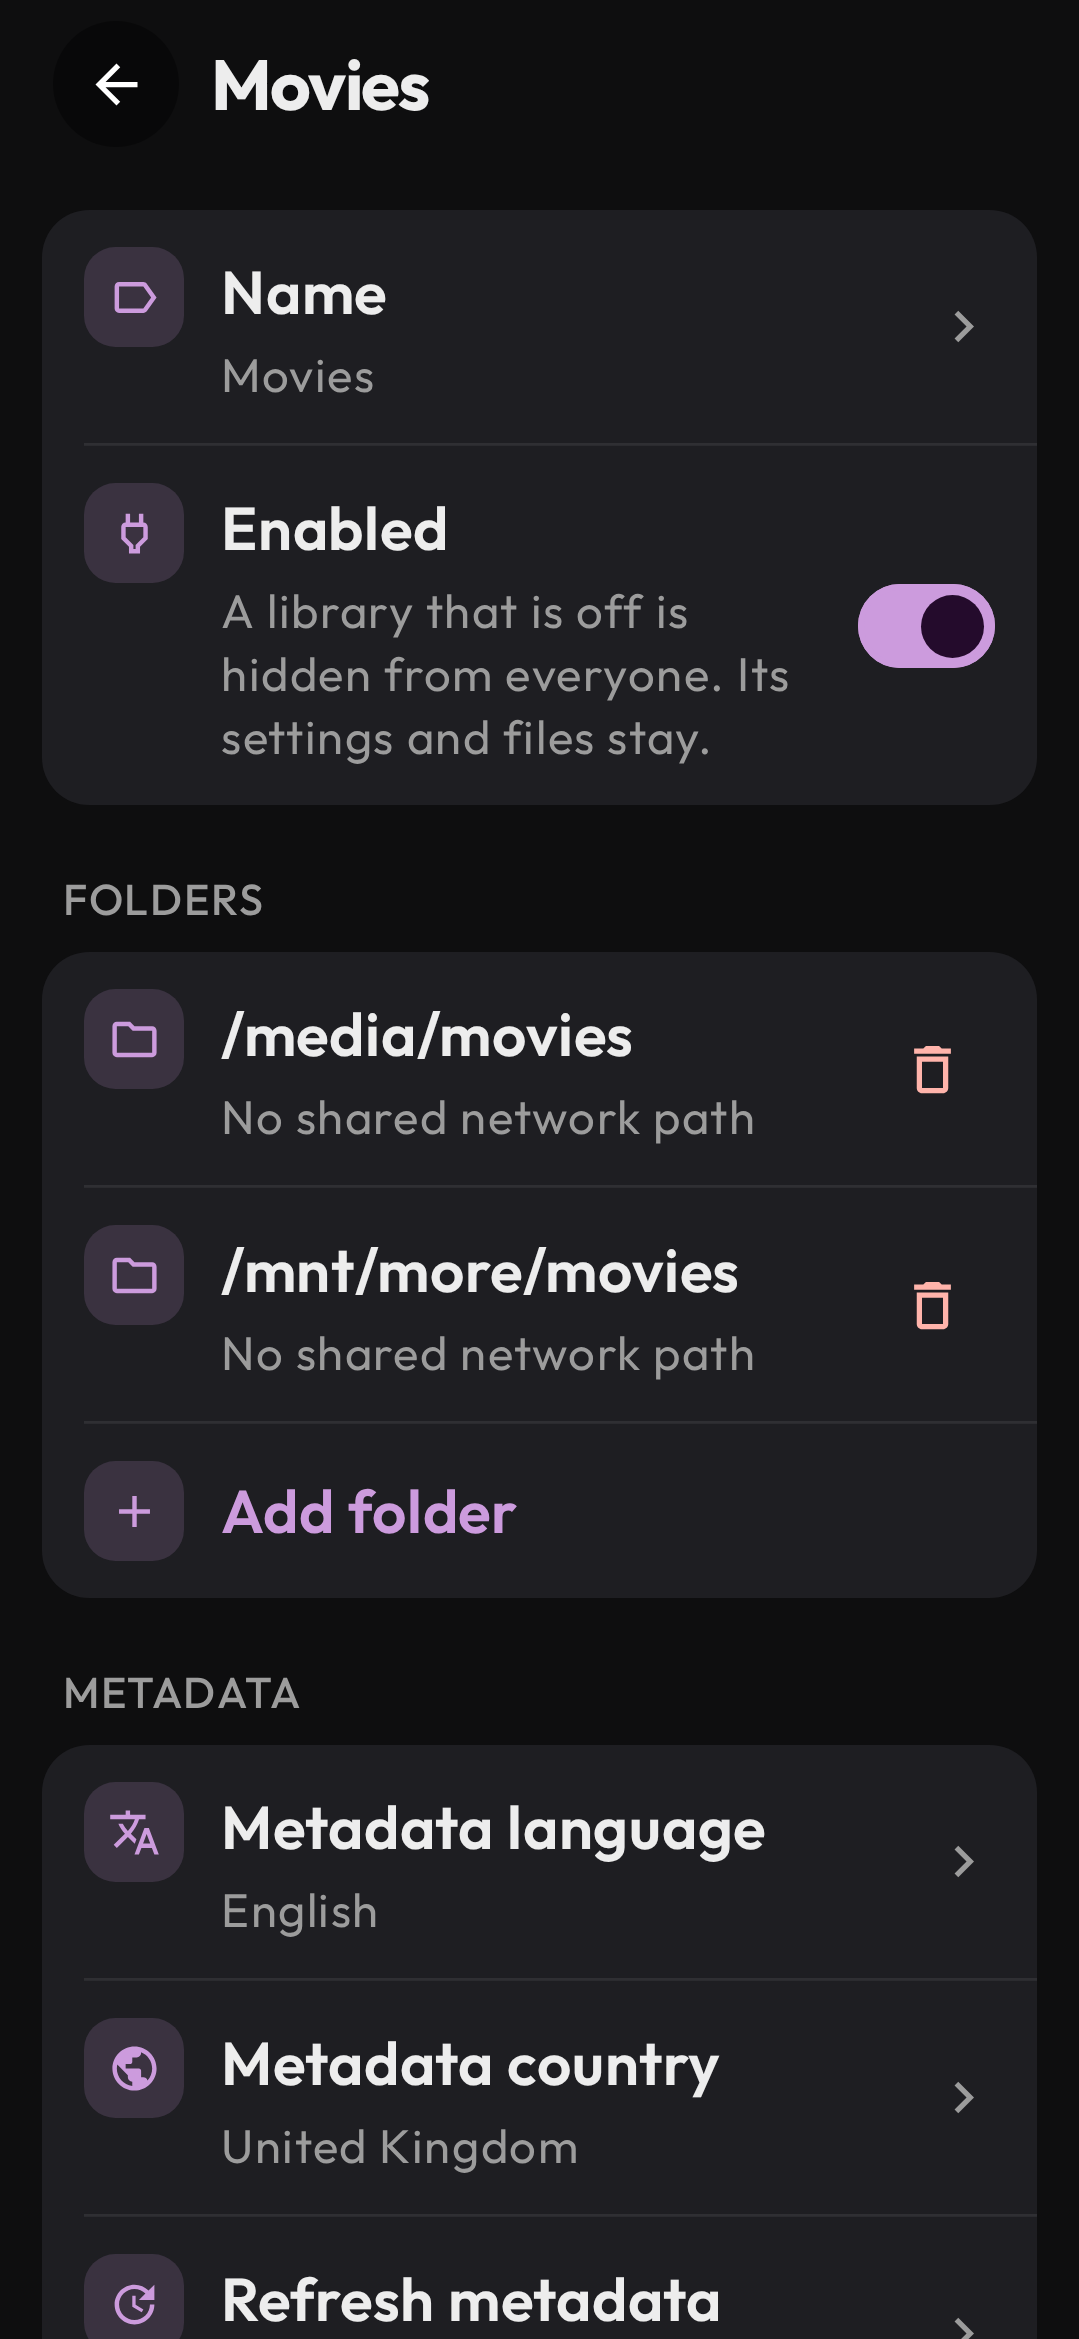 Movies
Name
Movies
Enabled
A library that is off is
hidden from everyone. Its
settings and files stay.
FOLDERS
/media/movies
No shared network path
/mnt/more/movies
No shared network path
Add folder
METADATA
Metadata language
English
Metadata country
United Kingdom
Refresh metadata